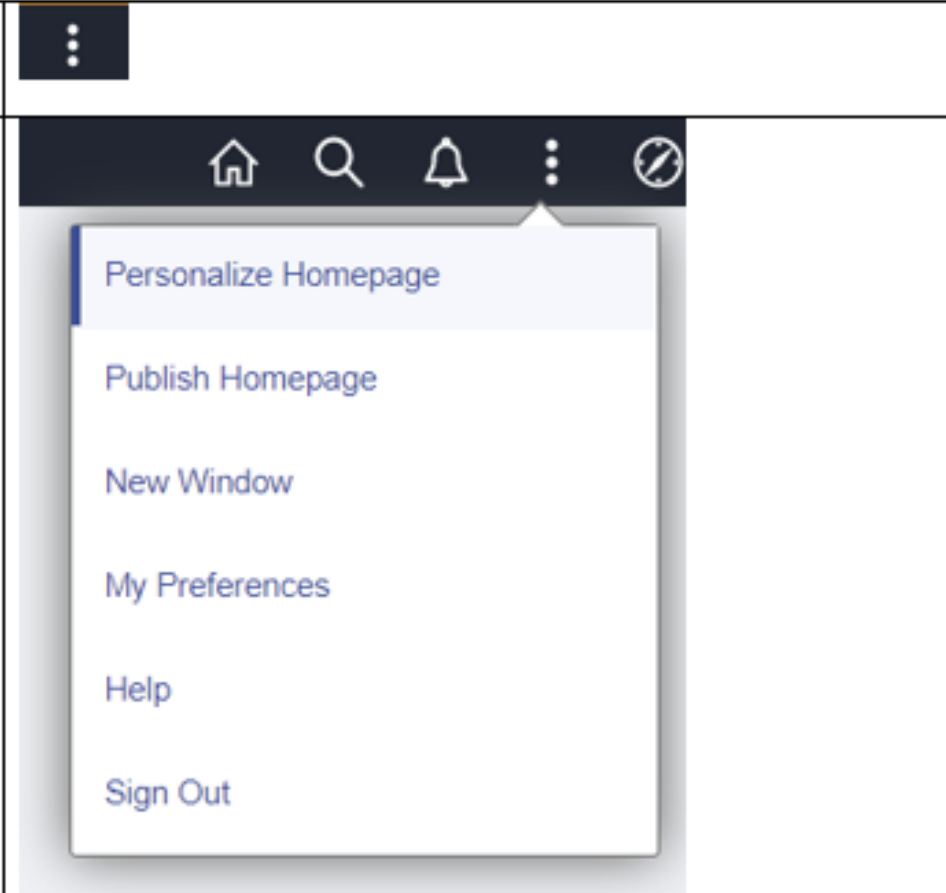 Personalize Homepage
Publish Homepage
New Window
My Preferences
Help
Sign Out